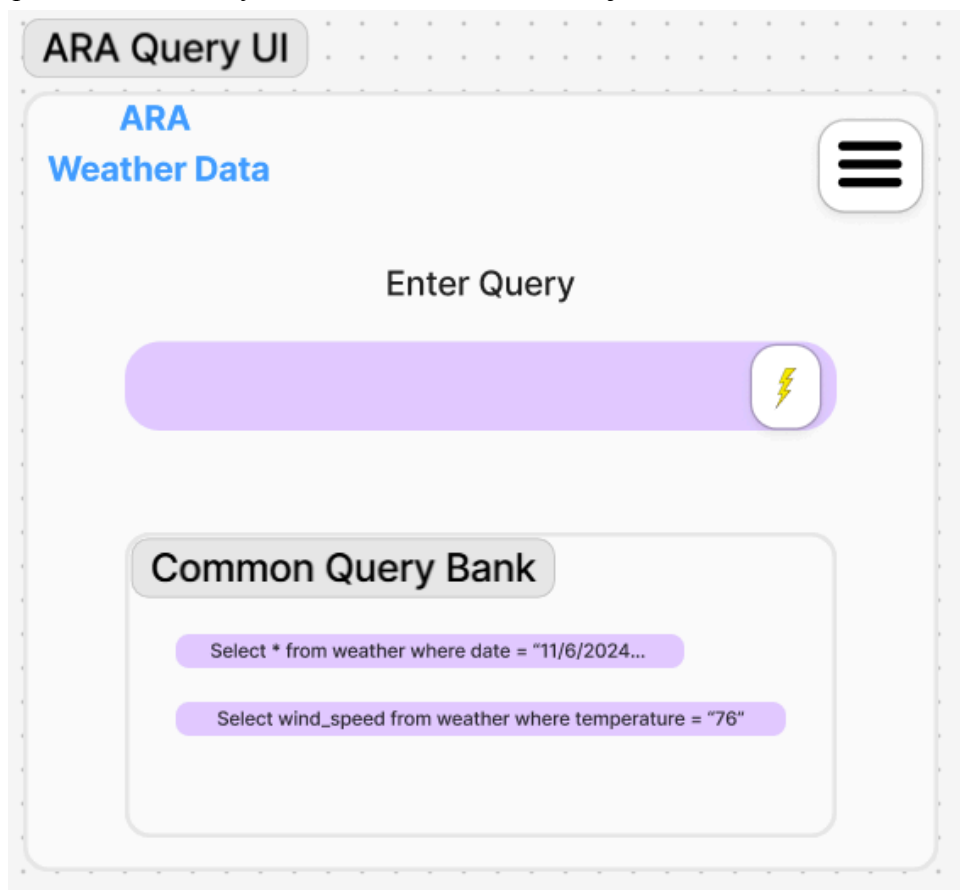 ARA Query UI
ARA
Weather Data
Enter Query
Common Query Bank
Select * from weather where date = “11/6/2024...
Select wind_speed from weather where temperature = “76”